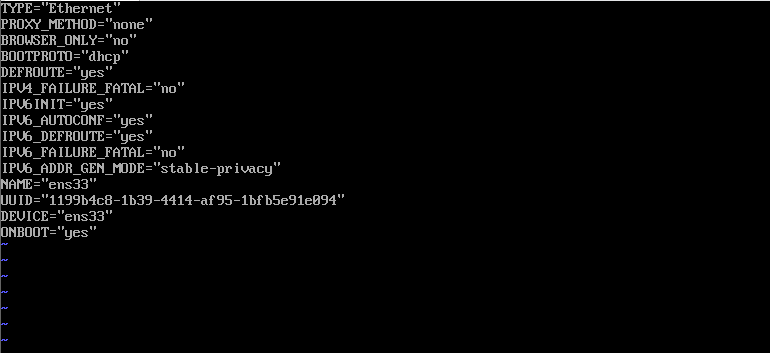 TYPE="Ethernet"
PROXY_METHOD="none"
BROWSER_ONLY="no"
BOOTPROTO="dhcp"
DEFROUTE="yes"
IPV4_FAILURE_FATAL="no"
IPV6INIT="yes"
IPV6_AUTOCONF="yes"
IPV6_DEFROUTE="yes"
IPV6_FAILURE_FATAL="no"
IPV6_ADDR_GEN_MODE="stable-privacy"
NAME="ens33"
UUID="1199b4c8-1b39-4414-af95-1bfb5e91e094"
DEVICE="ens33"
ONBOOT="yes"
~
~
~
~
~
~
~